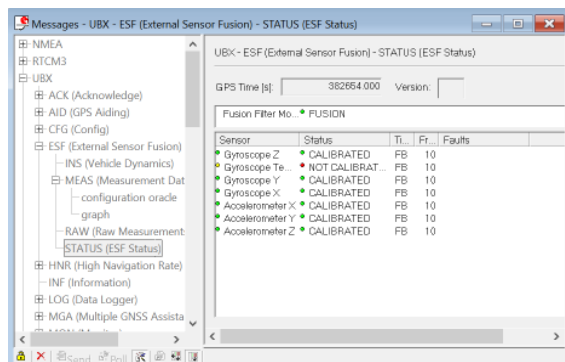 Messages - UBX - ESF (External Sensor Fusion) - STATUS (ESF Status)
NMEA
RTCM3
UBX
ACK (Acknowledge)
AID (GPS Aiding)
CFG (Config)
ESF (External Sensor Fusion)
INS (Vehicle Dynamics)
MEAS (Measurement Dat
configuration oracle
graph
RAW (Raw Measurement
STATUS (ESF Status)
HNR (High Navigation Rate)
INF (Information)
LOG (Data Logger)
MGA (Multiple GNSS Assista
UBX - ESF (External Sensor Fusion) - STATUS (ESF Status)
GPS Time [s]: 382654.000 Version:
Fusion Filter Mo... FUSION
Sensor Status Ti... Fr... Faults
Gyroscope Z CALIBRATED FB 10
Gyroscope Te... NOT CALIBRAT... FB 10
Gyroscope Y CALIBRATED FB 10
Gyroscope X CALIBRATED FB 10
Accelerometer X CALIBRATED FB 10
Accelerometer Y CALIBRATED FB 10
Accelerometer Z CALIBRATED FB 10
Send Poll